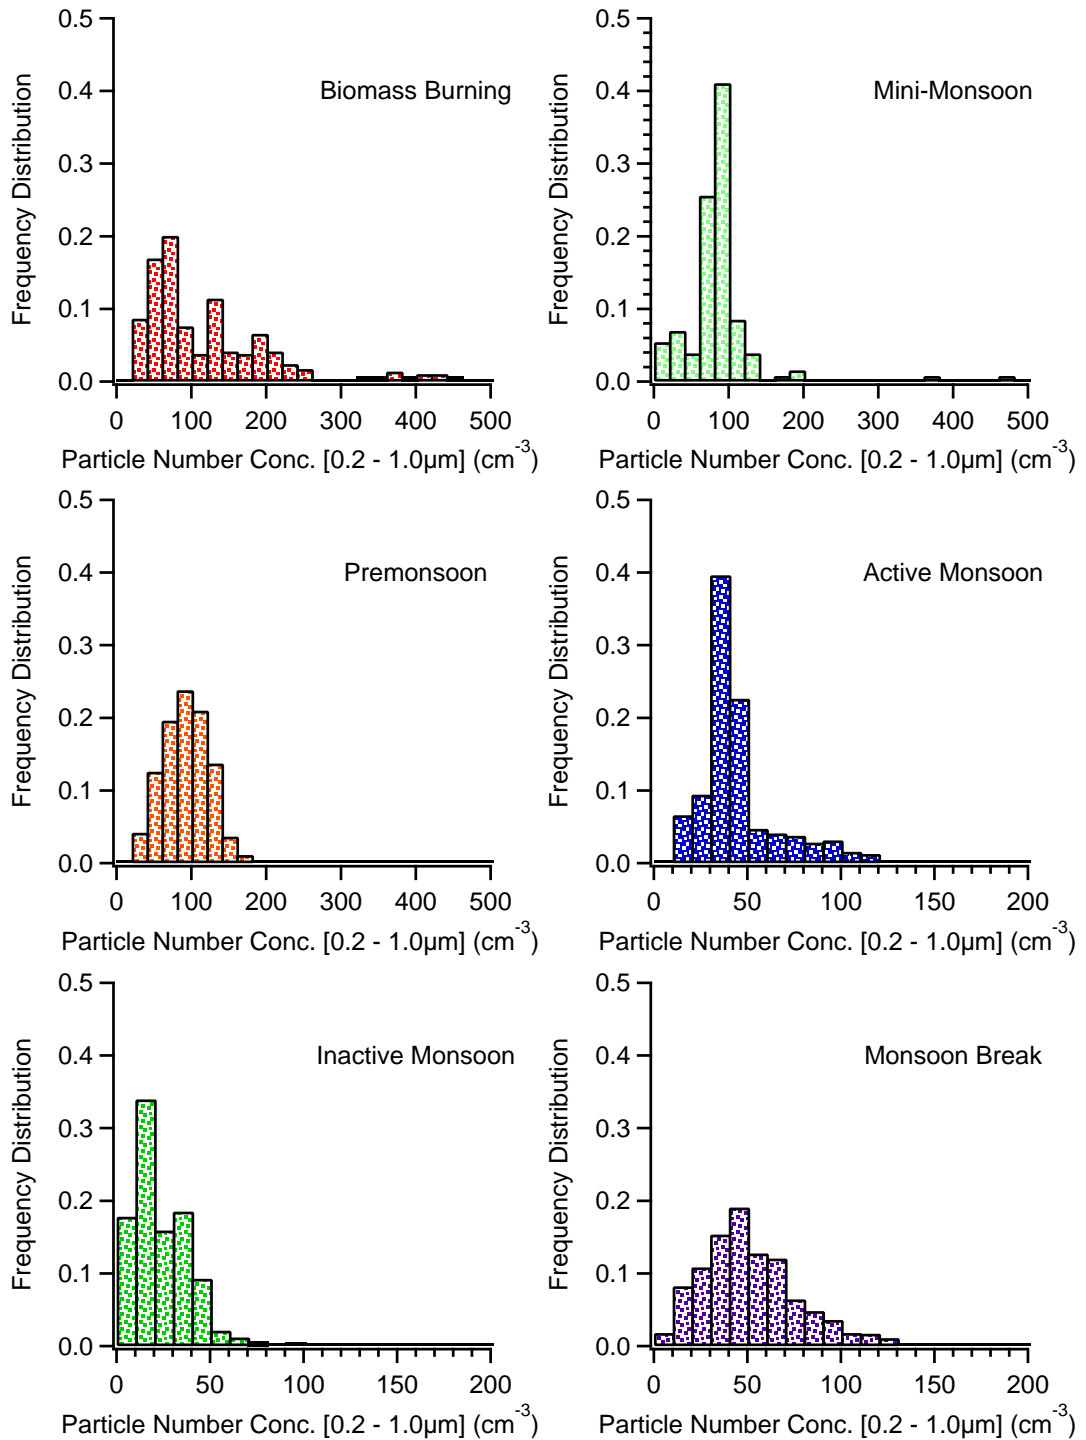 0.5
0.4
0.3
0.2
0.1
0.0
Frequency Distribution
Biomass Burning
0 100 200 300 400 500
Particle Number Conc. [0.2 - 1.0µm] (cm⁻³)
0.5
0.4
0.3
0.2
0.1
0.0
Frequency Distribution
Mini-Monsoon
0 100 200 300 400 500
Particle Number Conc. [0.2 - 1.0µm] (cm⁻³)
0.5
0.4
0.3
0.2
0.1
0.0
Frequency Distribution
Premonsoon
0 100 200 300 400 500
Particle Number Conc. [0.2 - 1.0µm] (cm⁻³)
0.5
0.4
0.3
0.2
0.1
0.0
Frequency Distribution
Active Monsoon
0 50 100 150 200
Particle Number Conc. [0.2 - 1.0µm] (cm⁻³)
0.5
0.4
0.3
0.2
0.1
0.0
Frequency Distribution
Inactive Monsoon
0 50 100 150 200
Particle Number Conc. [0.2 - 1.0µm] (cm⁻³)
0.5
0.4
0.3
0.2
0.1
0.0
Frequency Distribution
Monsoon Break
0 50 100 150 200
Particle Number Conc. [0.2 - 1.0µm] (cm⁻³)